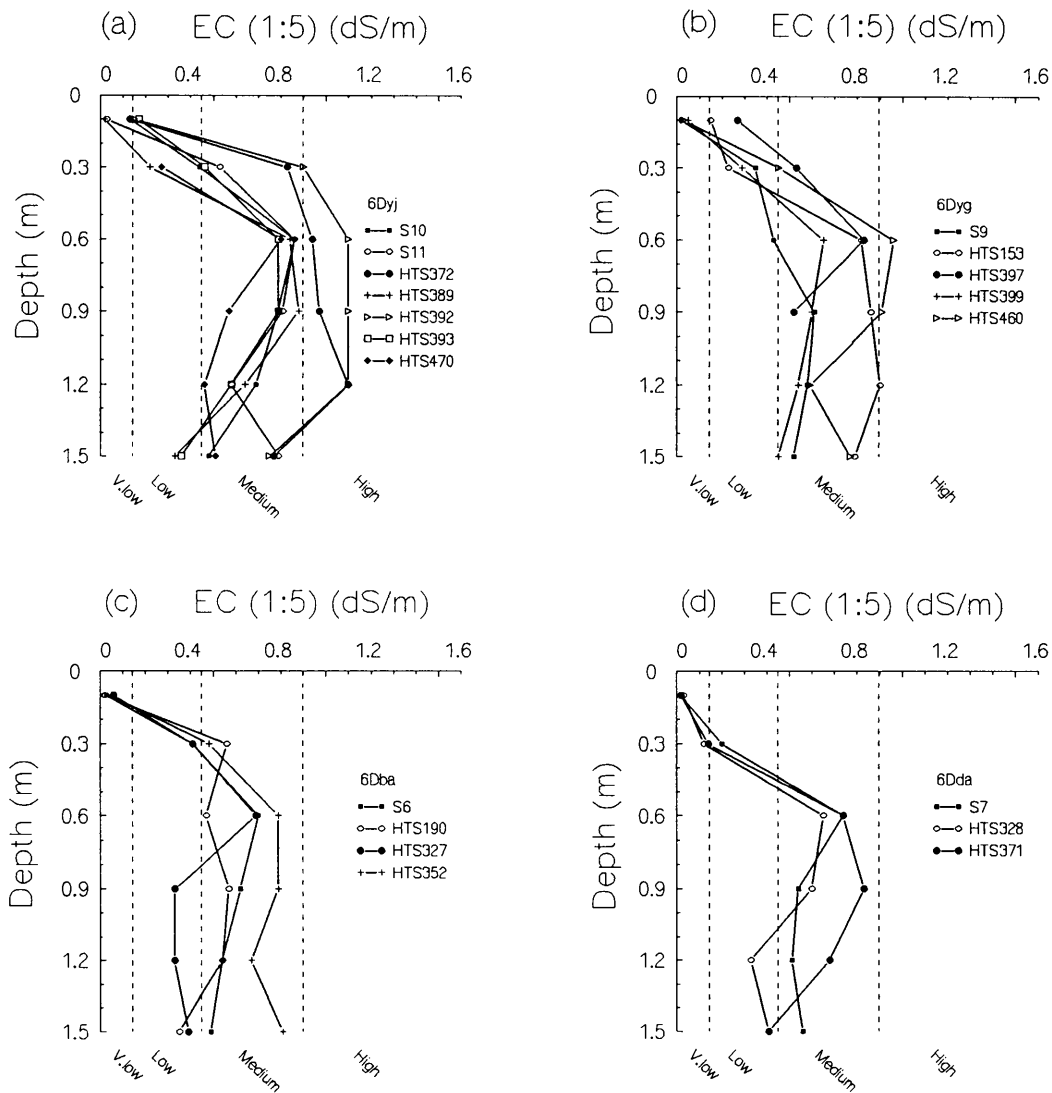 (a) EC (1:5) (dS/m)
0 0.4 0.8 1.2 1.6
Depth (m)
0
0.3
0.6
0.9
1.2
1.5
6Dyj
S10
S11
HTS372
HTS389
HTS392
HTS393
HTS470
V.low
Low
Medium
High
(b) EC (1:5) (dS/m)
0 0.4 0.8 1.2 1.6
Depth (m)
0
0.3
0.6
0.9
1.2
1.5
6Dyg
S9
HTS153
HTS397
HTS399
HTS460
V.low
Low
Medium
High
(c) EC (1:5) (dS/m)
0 0.4 0.8 1.2 1.6
Depth (m)
0
0.3
0.6
0.9
1.2
1.5
6Dba
S6
HTS190
HTS327
HTS352
V.low
Low
Medium
High
(d) EC (1:5) (dS/m)
0 0.4 0.8 1.2 1.6
Depth (m)
0
0.3
0.6
0.9
1.2
1.5
6Dda
S7
HTS328
HTS371
V.low
Low
Medium
High